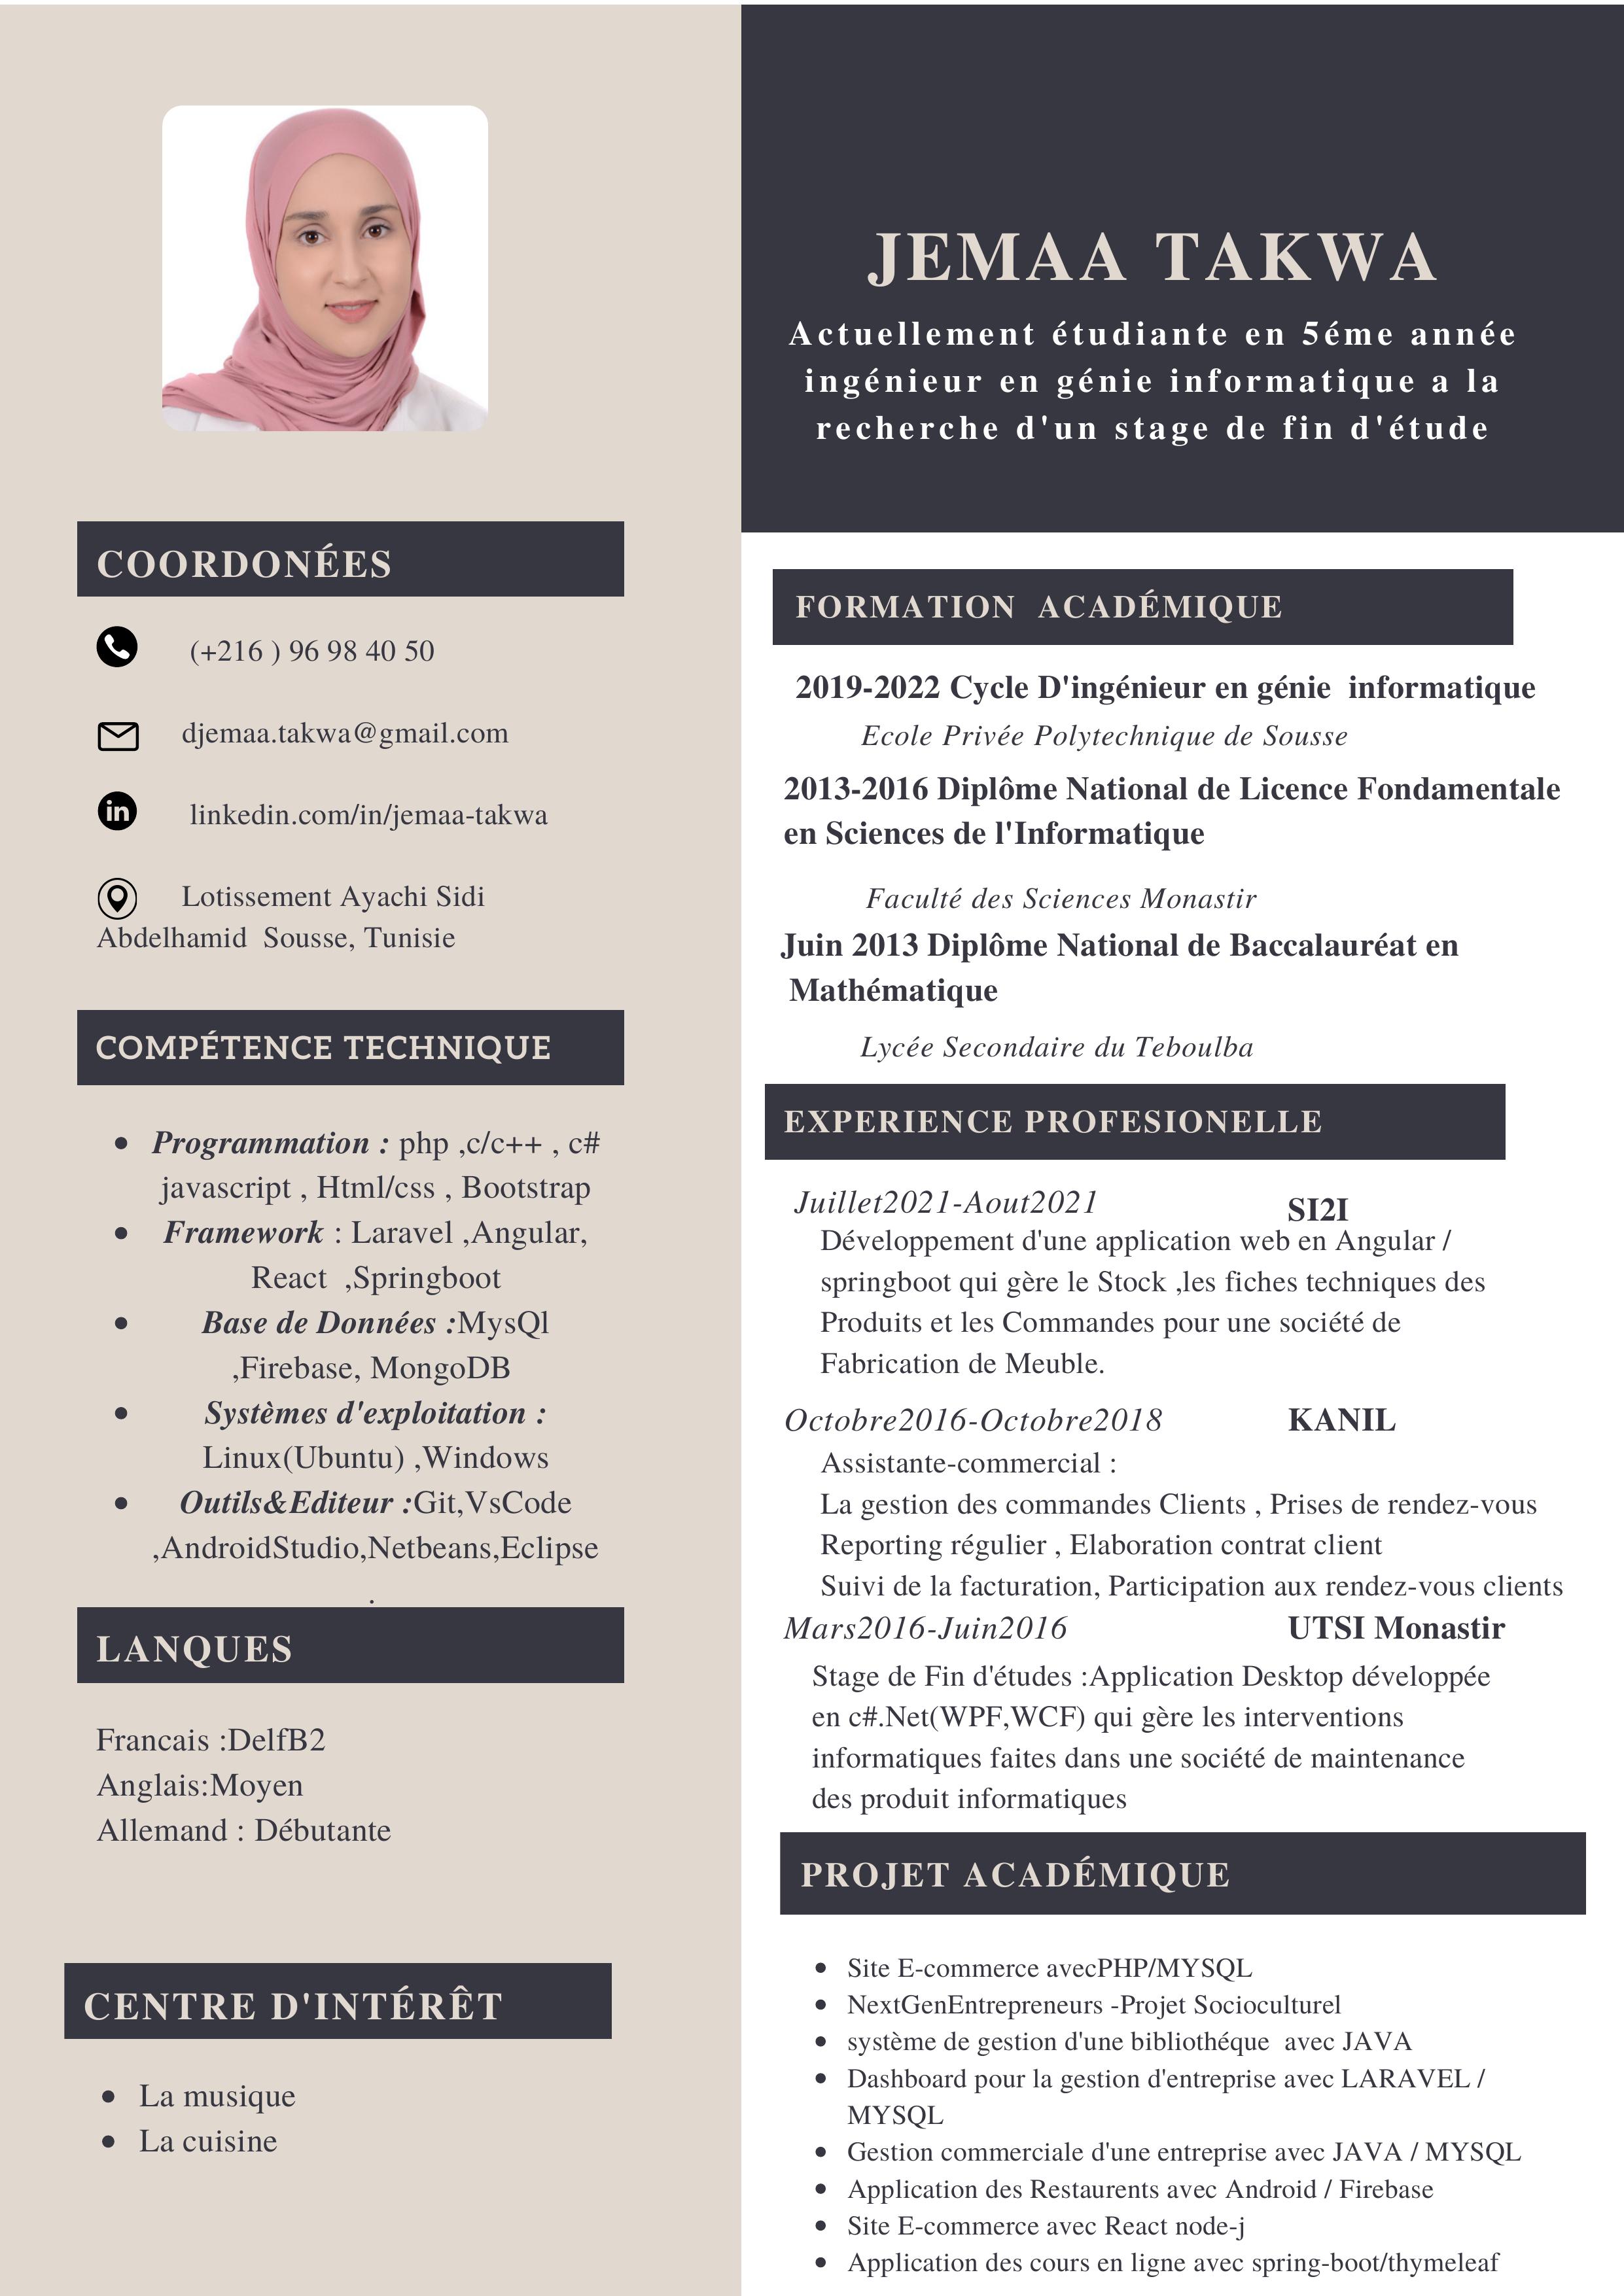 JEMAA TAKWA
Actuellement étudiante en 5éme année
ingénieur en génie informatique a la
recherche d'un stage de fin d'étude
COORDONÉES
(+216 ) 96 98 40 50
djemaa.takwa@gmail.com
in
linkedin.com/in/jemaa-takwa
Lotissement Ayachi Sidi
Abdelhamid  Sousse, Tunisie
COMPÉTENCE TECHNIQUE
Programmation : php ,c/c++ , c#
javascript , Html/css , Bootstrap
Framework : Laravel ,Angular,
React  ,Springboot
Base de Données :MysQl
,Firebase, MongoDB
Systèmes d'exploitation :
Linux(Ubuntu) ,Windows
Outils&Editeur :Git,VsCode
,AndroidStudio,Netbeans,Eclipse
.
LANQUES
Francais :DelfB2
Anglais:Moyen
Allemand : Débutante
CENTRE D'INTÉRÊT
• La musique
• La cuisine
FORMATION  ACADÉMIQUE
2019-2022 Cycle D'ingénieur en génie  informatique
Ecole Privée Polytechnique de Sousse
2013-2016 Diplôme National de Licence Fondamentale
en Sciences de l'Informatique
Faculté des Sciences Monastir
Juin 2013 Diplôme National de Baccalauréat en
Mathématique
Lycée Secondaire du Teboulba
EXPERIENCE PROFESIONELLE
Juillet2021-Aout2021 SI2I
Développement d'une application web en Angular /
springboot qui gère le Stock ,les fiches techniques des
Produits et les Commandes pour une société de
Fabrication de Meuble.
Octobre2016-Octobre2018 KANIL
Assistante-commercial :
La gestion des commandes Clients , Prises de rendez-vous
Reporting régulier , Elaboration contrat client
Suivi de la facturation, Participation aux rendez-vous clients
Mars2016-Juin2016 UTSI Monastir
Stage de Fin d'études :Application Desktop développée
en c#.Net(WPF,WCF) qui gère les interventions
informatiques faites dans une société de maintenance
des produit informatiques
PROJET ACADÉMIQUE
• Site E-commerce avecPHP/MYSQL
• NextGenEntrepreneurs -Projet Socioculturel
• système de gestion d'une bibliothéque  avec JAVA
• Dashboard pour la gestion d'entreprise avec LARAVEL /
MYSQL
• Gestion commerciale d'une entreprise avec JAVA / MYSQL
• Application des Restaurents avec Android / Firebase
• Site E-commerce avec React node-j
• Application des cours en ligne avec spring-boot/thymeleaf